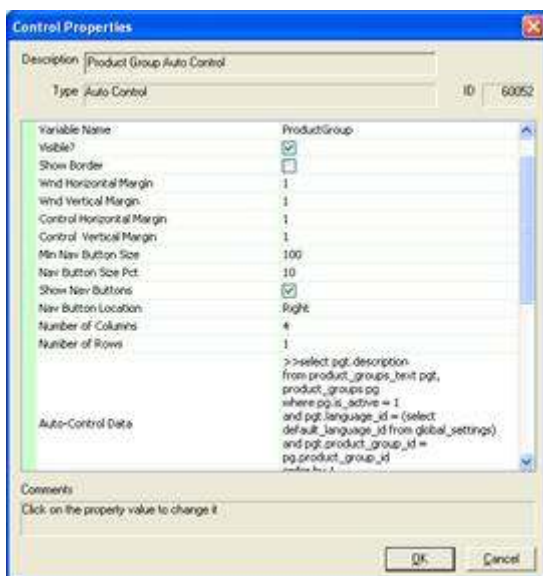 Control Properties
Description Product Group Auto Control
Type Auto Control ID 60052
Variable Name ProductGroup
Visible?
Show Border
Wnd Horizontal Margin 1
Wnd Vertical Margin 1
Control Horizontal Margin 1
Control Vertical Margin 1
Min Nav Button Size 100
Nav Button Size Pct 10
Show Nav Buttons
Nav Button Location Right
Number of Columns 4
Number of Rows 1
>>select pgt.description
from product_groups_text pgt,
product_groups pg
where pg.is_active = 1
Auto-Control Data and pgt.language_id = (select
default_language_id from global_settings)
and pgt.product_group_id =
pg.product_group_id
Comments
Click on the property value to change it
OK Cancel